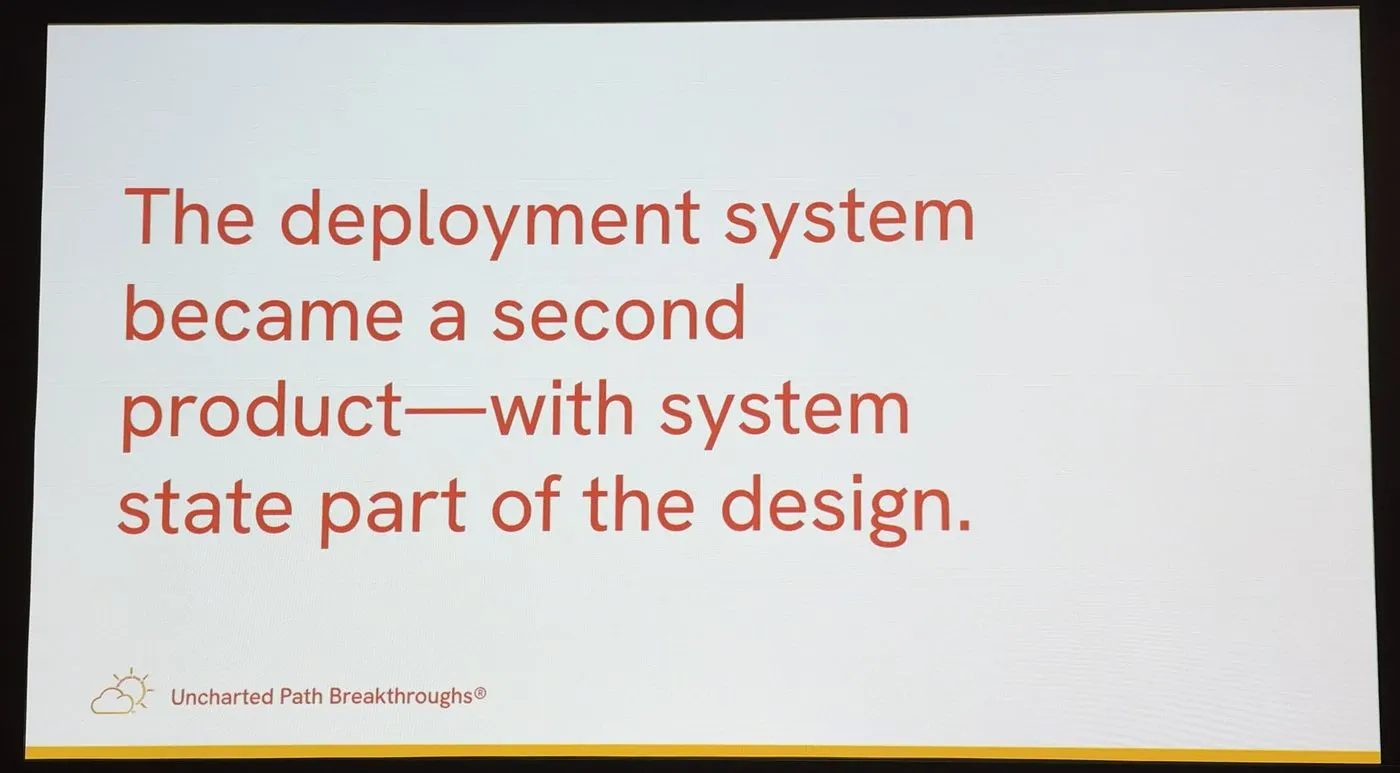 The deployment system
became a second
product—with system
state part of the design.
Uncharted Path Breakthroughs®